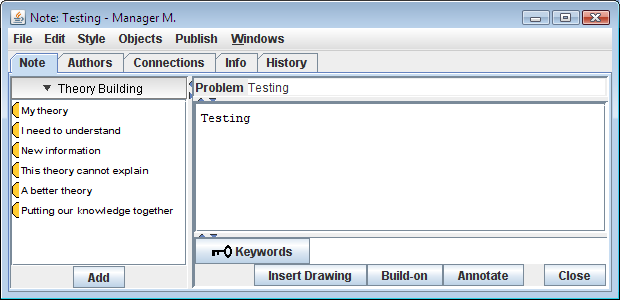 Note: Testing - Manager M.
File Edit Style Objects Publish Windows
Note Authors Connections Info History
Theory Building
My theory
I need to understand
New information
This theory cannot explain
A better theory
Putting our knowledge together
Add
Problem Testing
Testing
Keywords
Insert Drawing Build-on Annotate Close